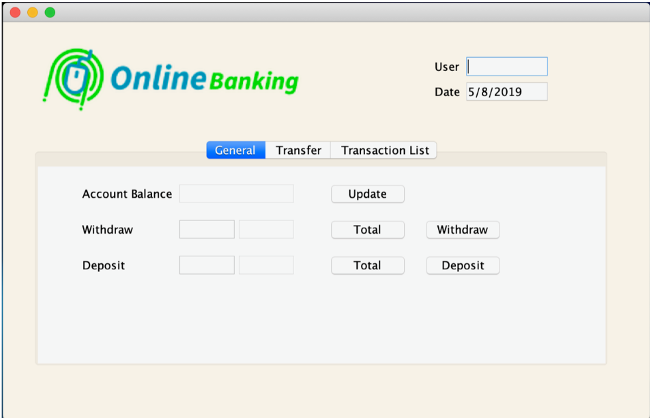 Online Banking
User
Date 5/8/2019
General Transfer Transaction List
Account Balance Update
Withdraw Total Withdraw
Deposit Total Deposit